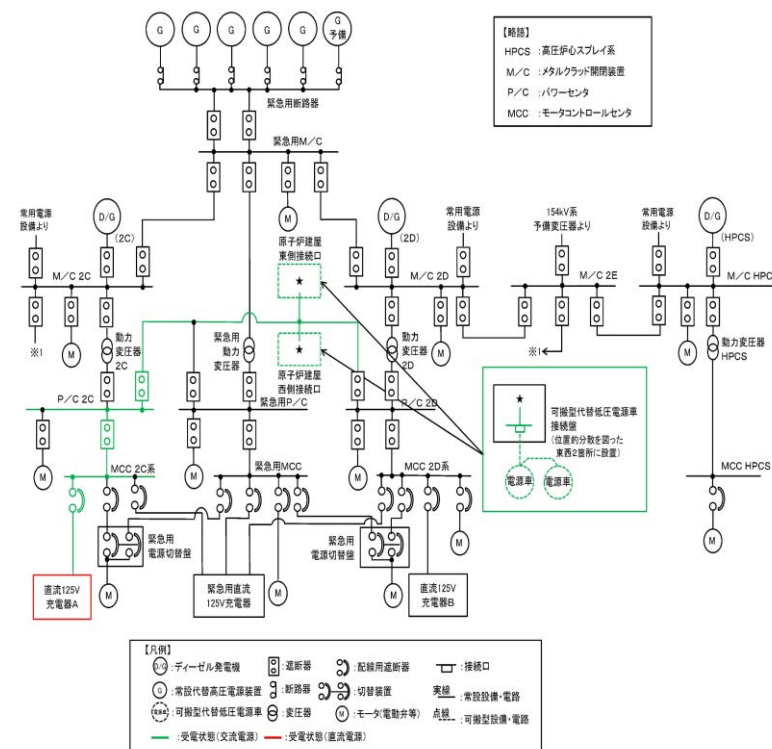 G
G
G
G
G
G
予備
【略語】
HPCS :高圧炉心スプレイ系
M/C :メタルクラッド開閉装置
P/C :パワーセンタ
MCC :モータコントロールセンタ
緊急用断路器
緊急用M/C
常用電源
設備より
D/G
(2C)
M
原子炉建屋
東側接続口
★
D/G
(2D)
常用電源
設備より
154kV系
予備変圧器より
常用電源
設備より
D/G
(HPCS)
M/C 2C
M/C 2D
M/C 2E
M/C HPC
※1
M
動力
変圧器
2C
緊急用
動力
変圧器
★
原子炉建屋
西側接続口
動力
変圧器
2D
M
※1
M
動力変圧器
HPCS
P/C 2C
緊急用P/C
P/C 2D
★
可搬型代替低圧電源車
接続盤
(位置的分散を図った
東西2箇所に設置)
電源車
電源車
M
M
M
MCC 2C系
緊急用MCC
MCC 2D系
MCC HPCS
緊急用
電源切替盤
緊急用
電源切替盤
M
M
直流125V
充電器A
M
緊急用直流
125V充電器
M
M
直流125V
充電器B
【凡例】
D/G :ディーゼル発電機
:遮断器
:配線用遮断器
:接続口
G :常設代替高圧電源装置
:断路器
:切替装置
実線
:常設設備・電路
電源車 :可搬型代替低圧電源車
:変圧器
M :モータ(電動弁等)
点線
:可搬型設備・電路
:受電状態(交流電源)
:受電状態(直流電源)